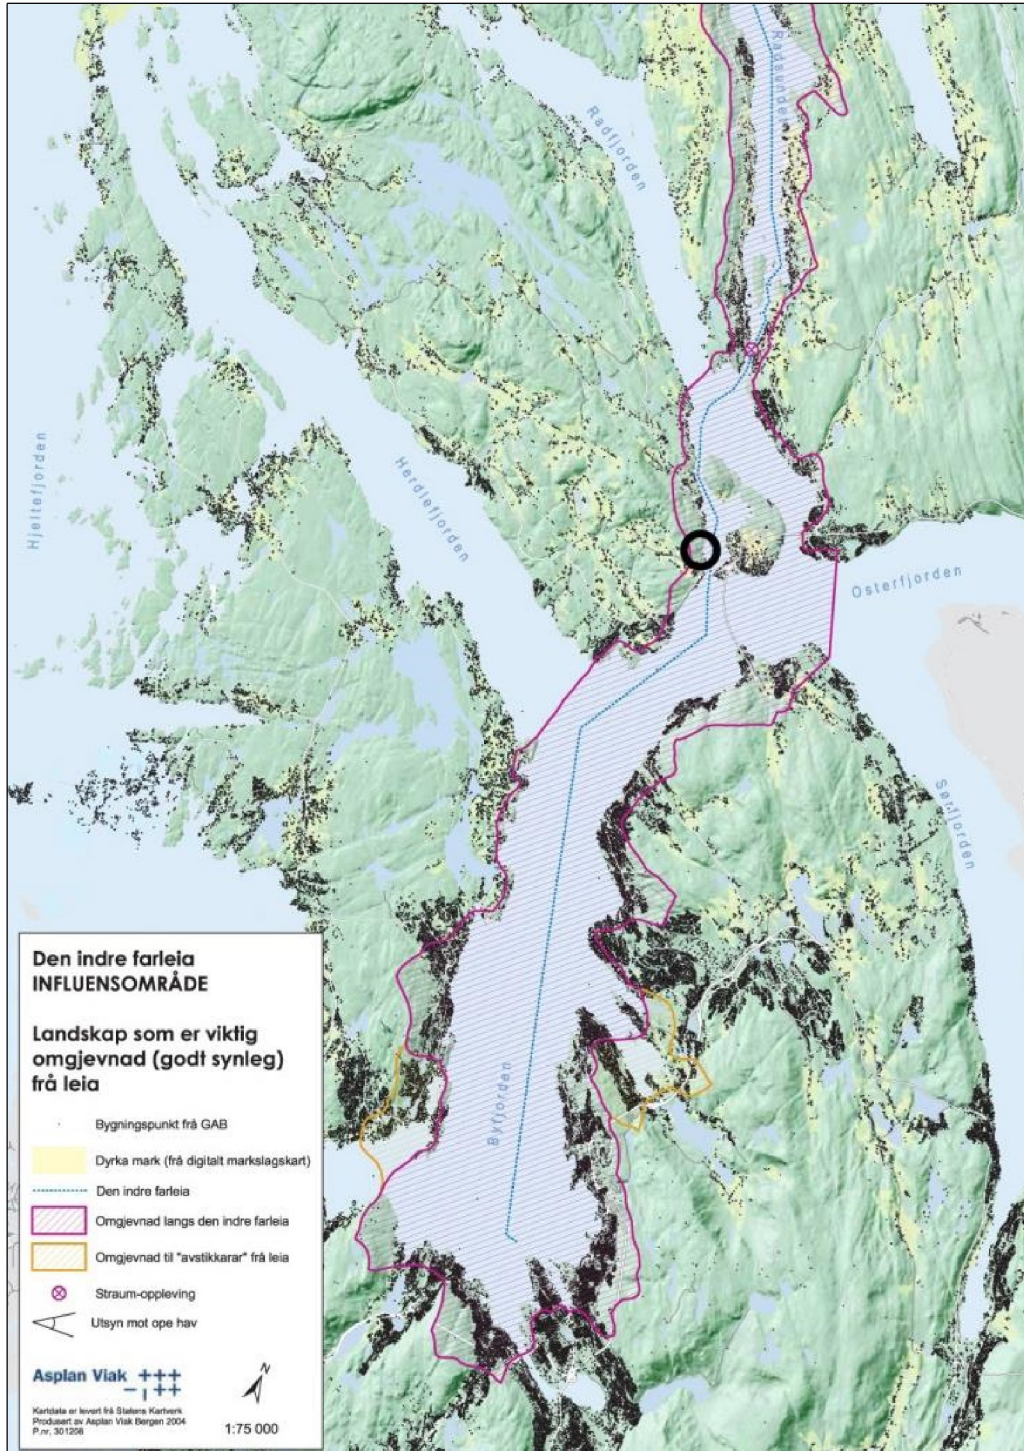 Radsundet
Radfjorden
Hjeltefjorden
Herdlefjorden
Osterfjorden
Sørfjorden
Byfjorden
Den indre farleia
INFLUENSOMRÅDE
Landskap som er viktig
omgjevnad (godt synleg)
frå leia
Bygningspunkt frå GAB
Dyrka mark (frå digitalt markslagskart)
Den indre farleia
Omgjevnad langs den indre farleia
Omgjevnad til "avstikkarar" frå leia
Straum-oppleving
Utsyn mot ope hav
Asplan Viak
N
Kartdata er levert frå Statens Kartverk
Produsert av Asplan Viak Bergen 2004
P.nr. 301206
1:75 000